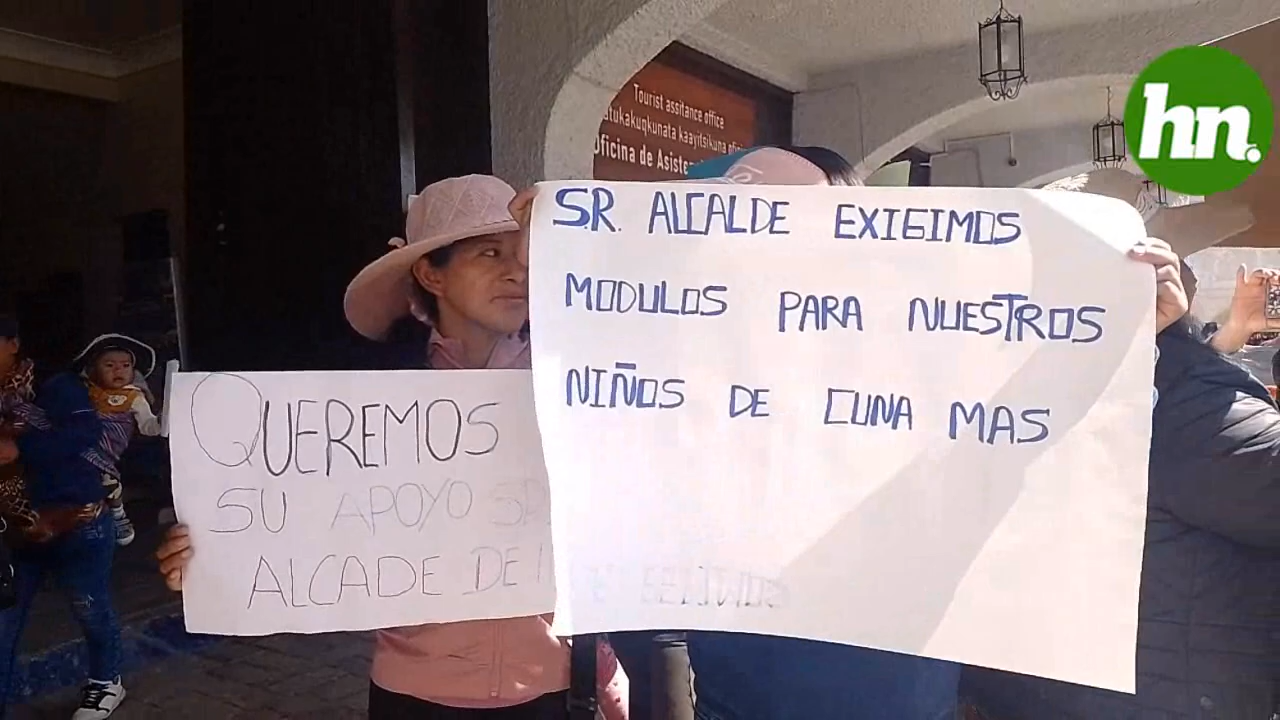 hn.
Tourist assitance office
kaayitsikuna
Oficina de
S.R. ALCALDE EXIGIMOS
MODULOS PARA NUESTROS
NIÑOS DE CUNA MAS
QUEREMOS
SU APOYO
ALCADE DE